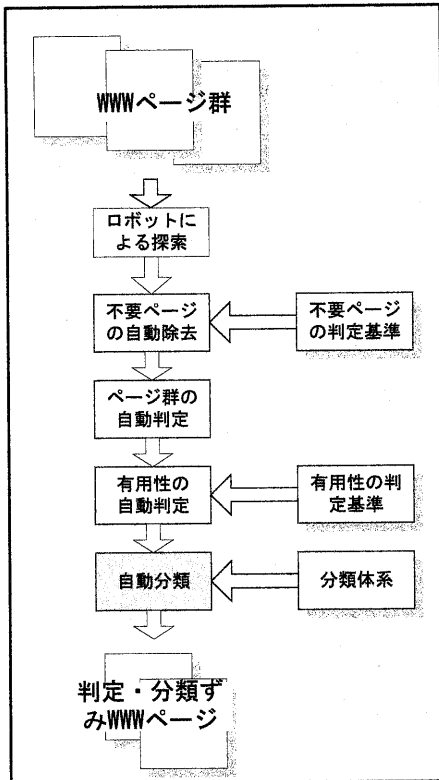 WWWページ群
ロボットに
よる探索
不要ページ
の自動除去
不要ページ
の判定基準
ページ群の
自動判定
有用性の
自動判定
有用性の判
定基準
自動分類
分類体系
判定・分類ず
みWWWページ